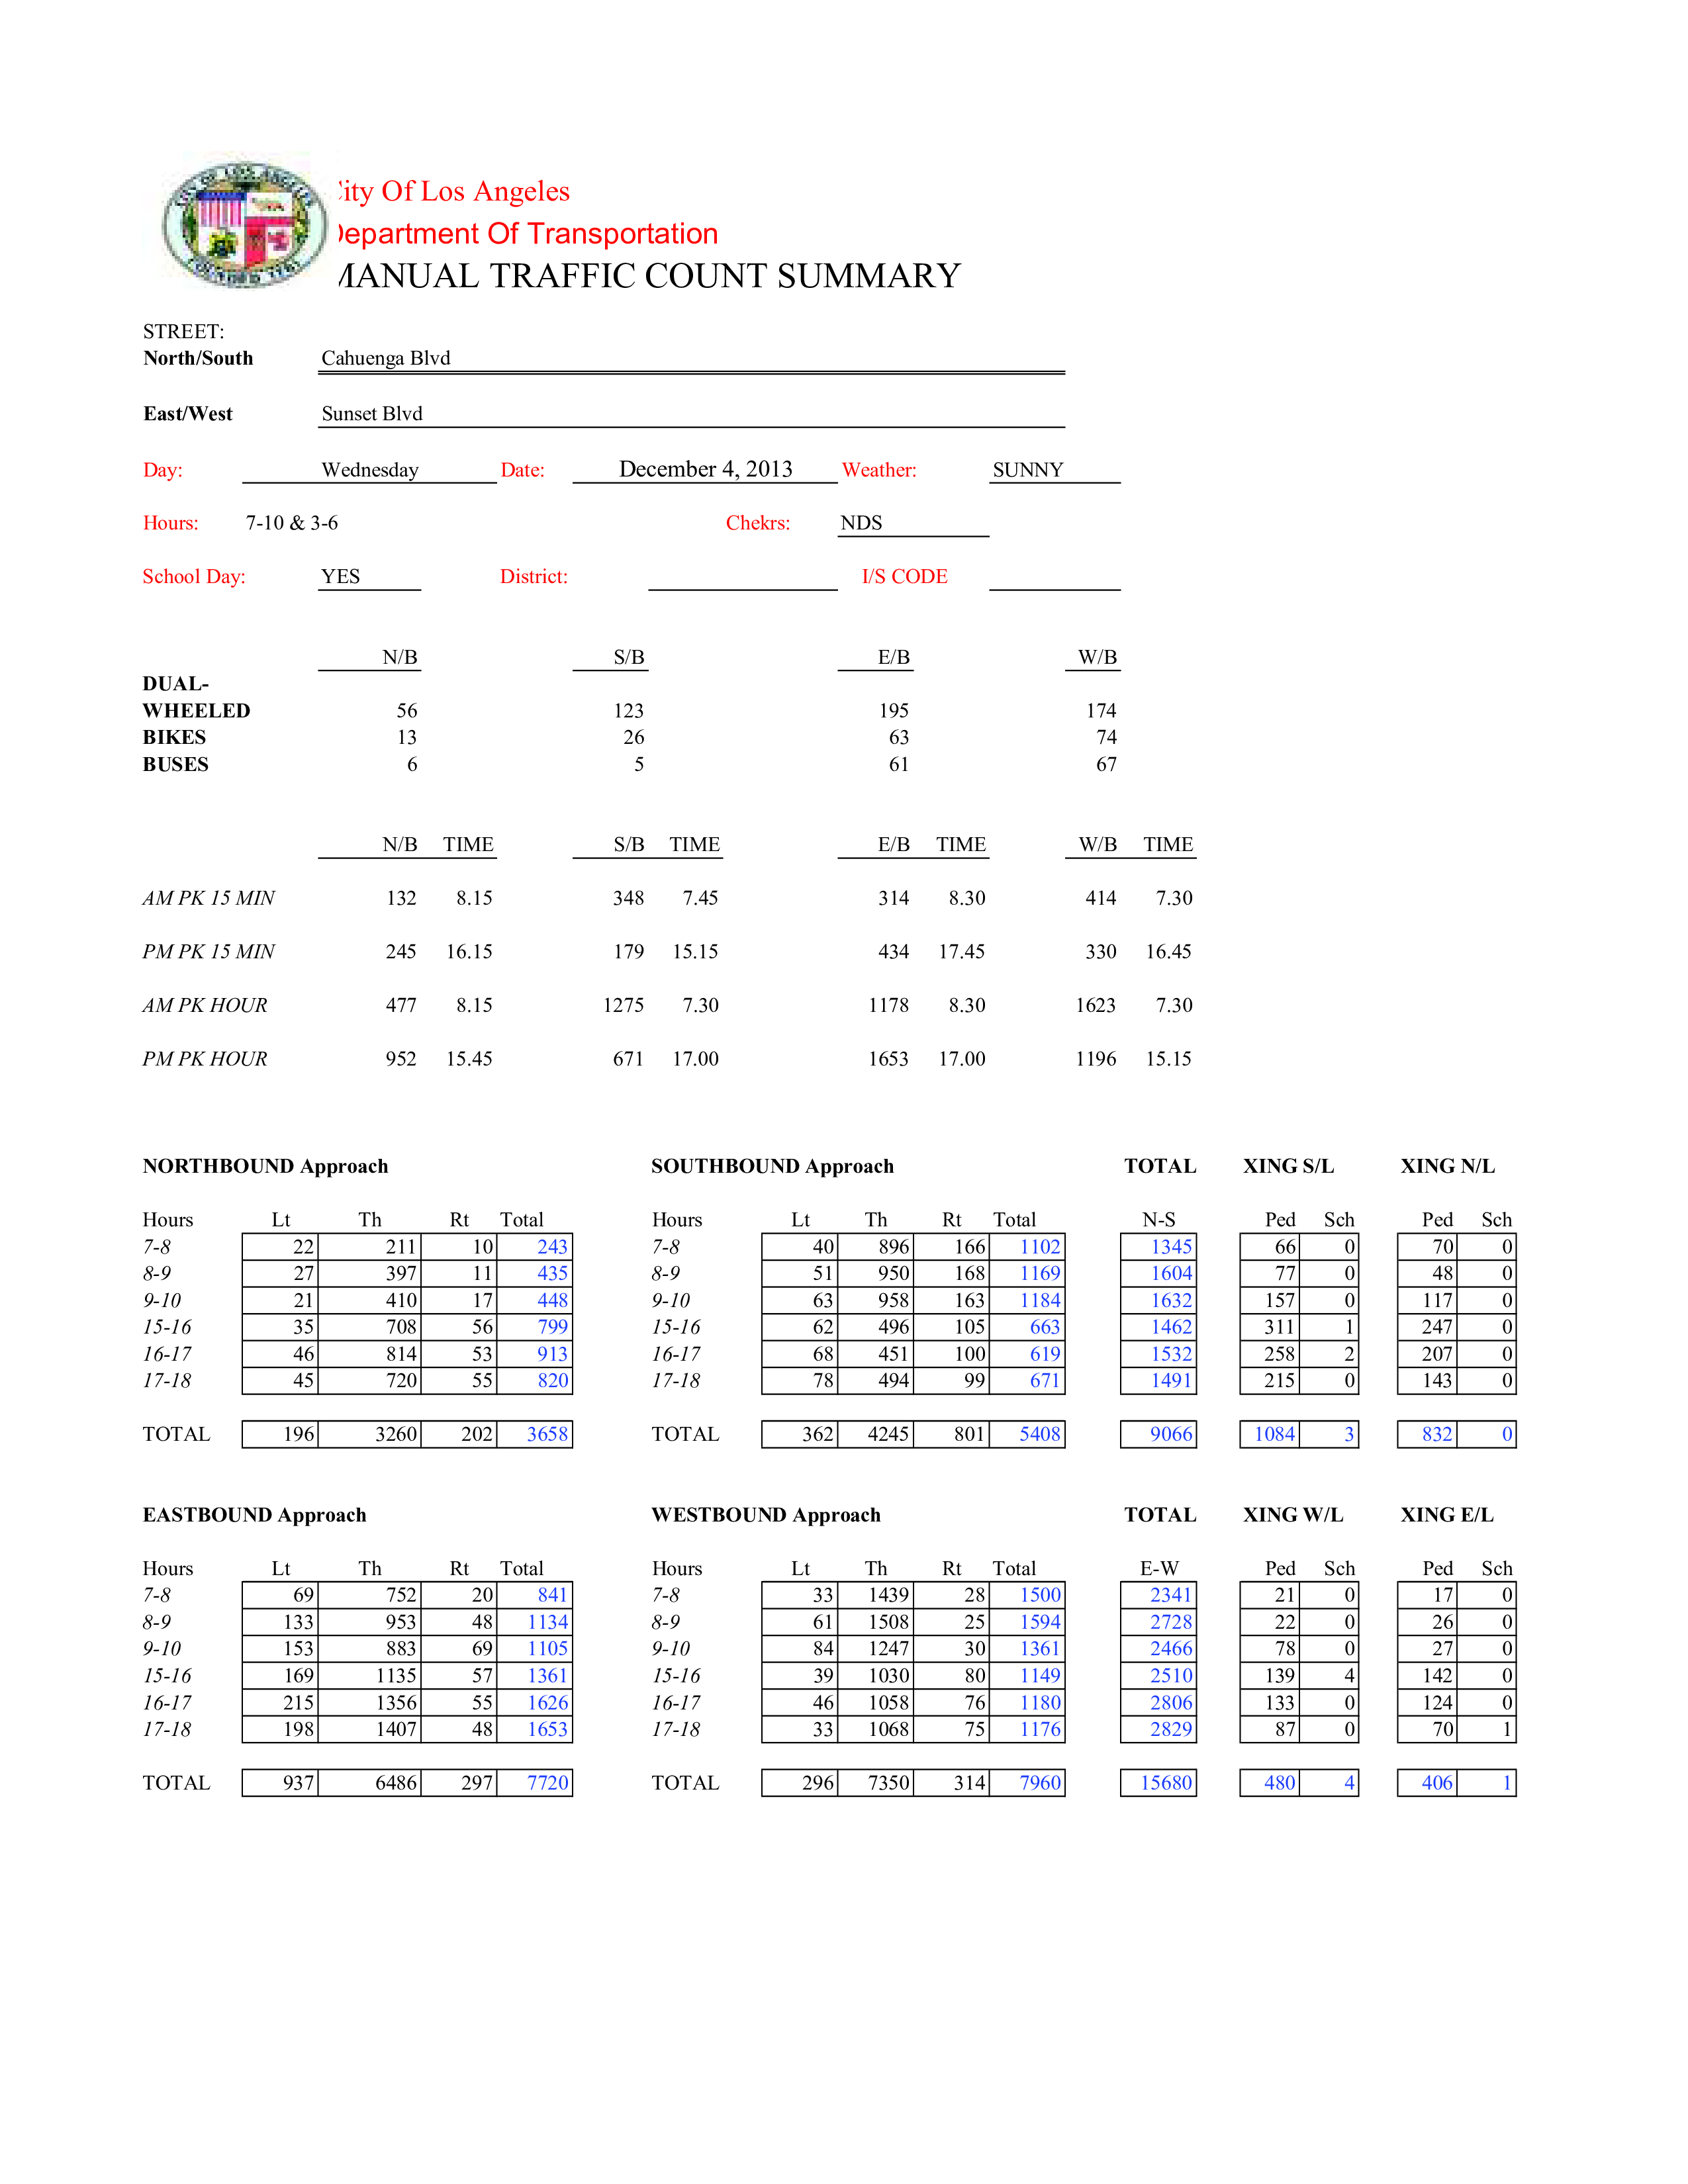 City Of Los Angeles
Department Of Transportation
MANUAL TRAFFIC COUNT SUMMARY
STREET:
North/South Cahuenga Blvd
East/West Sunset Blvd
Day: Wednesday Date: December 4, 2013 Weather: SUNNY
Hours: 7-10 & 3-6 Chekrs: NDS
School Day: YES District: I/S CODE
N/B S/B E/B W/B
DUAL-
WHEELED 56 123 195 174
BIKES 13 26 63 74
BUSES 6 5 61 67
N/B TIME S/B TIME E/B TIME W/B TIME
AM PK 15 MIN 132 8.15 348 7.45 314 8.30 414 7.30
PM PK 15 MIN 245 16.15 179 15.15 434 17.45 330 16.45
AM PK HOUR 477 8.15 1275 7.30 1178 8.30 1623 7.30
PM PK HOUR 952 15.45 671 17.00 1653 17.00 1196 15.15
NORTHBOUND Approach SOUTHBOUND Approach TOTAL XING S/L XING N/L
Hours Lt Th Rt Total Hours Lt Th Rt Total N-S Ped Sch Ped Sch
7-8 22 211 10 243 7-8 40 896 166 1102 1345 66 0 70 0
8-9 27 397 11 435 8-9 51 950 168 1169 1604 77 0 48 0
9-10 21 410 17 448 9-10 63 958 163 1184 1632 157 0 117 0
15-16 35 708 56 799 15-16 62 496 105 663 1462 311 1 247 0
16-17 46 814 53 913 16-17 68 451 100 619 1532 258 2 207 0
17-18 45 720 55 820 17-18 78 494 99 671 1491 215 0 143 0
TOTAL 196 3260 202 3658 TOTAL 362 4245 801 5408 9066 1084 3 832 0
EASTBOUND Approach WESTBOUND Approach TOTAL XING W/L XING E/L
Hours Lt Th Rt Total Hours Lt Th Rt Total E-W Ped Sch Ped Sch
7-8 69 752 20 841 7-8 33 1439 28 1500 2341 21 0 17 0
8-9 133 953 48 1134 8-9 61 1508 25 1594 2728 22 0 26 0
9-10 153 883 69 1105 9-10 84 1247 30 1361 2466 78 0 27 0
15-16 169 1135 57 1361 15-16 39 1030 80 1149 2510 139 4 142 0
16-17 215 1356 55 1626 16-17 46 1058 76 1180 2806 133 0 124 0
17-18 198 1407 48 1653 17-18 33 1068 75 1176 2829 87 0 70 1
TOTAL 937 6486 297 7720 TOTAL 296 7350 314 7960 15680 480 4 406 1